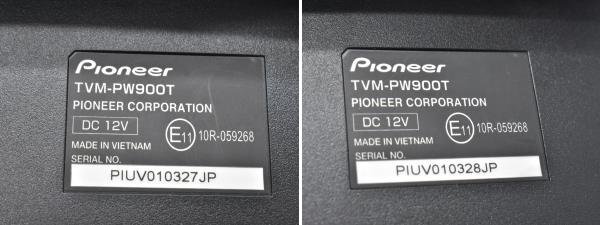 Pioneer
TVM-PW900T
PIONEER CORPORATION
DC 12V
E11 10R-059268
MADE IN VIETNAM
SERIAL NO.
PIUV010327JP
Pioneer
TVM-PW900T
PIONEER CORPORATION
DC 12V
E11 10R-059268
MADE IN VIETNAM
SERIAL NO.
PIUV010328JP